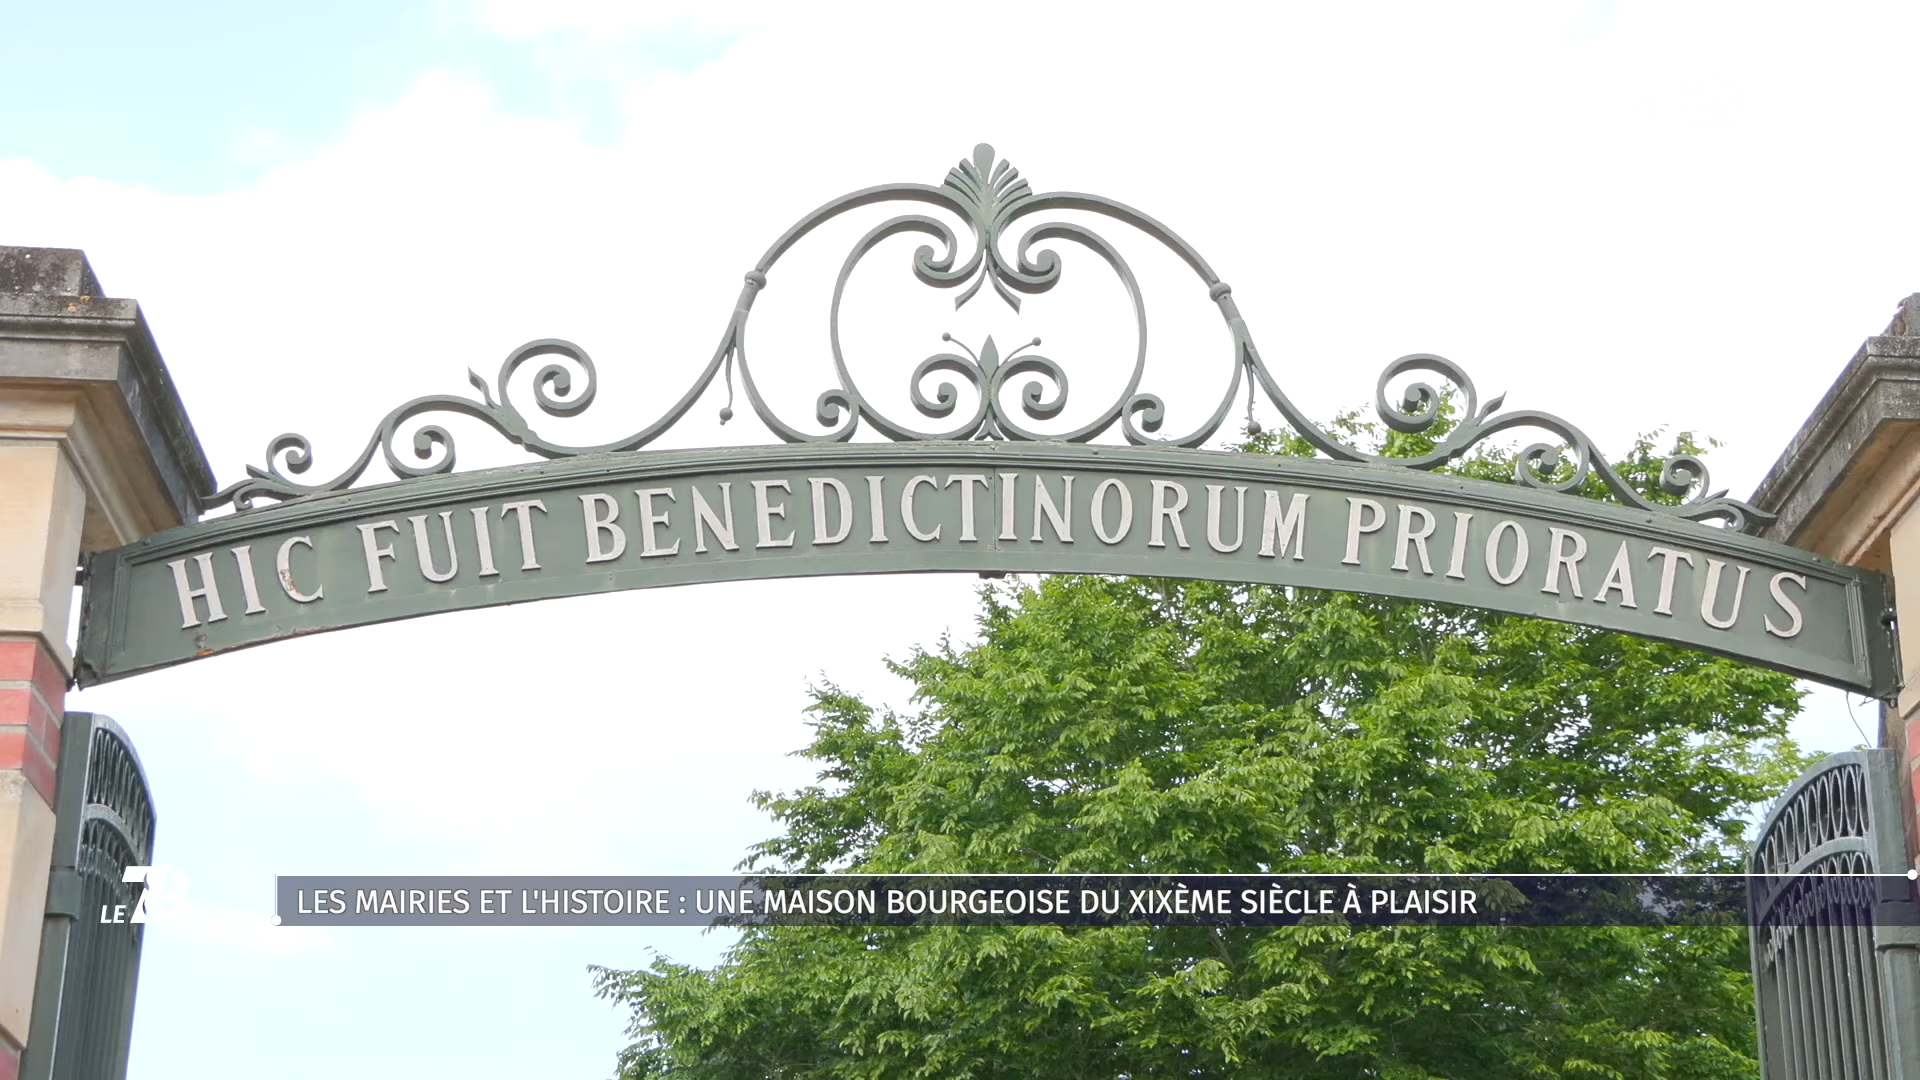 HIC FUIT BENEDICTINORUM PRIORATUS
LE 78
LES MAIRIES ET L'HISTOIRE : UNE MAISON BOURGEOISE DU XIXÈME SIÈCLE À PLAISIR